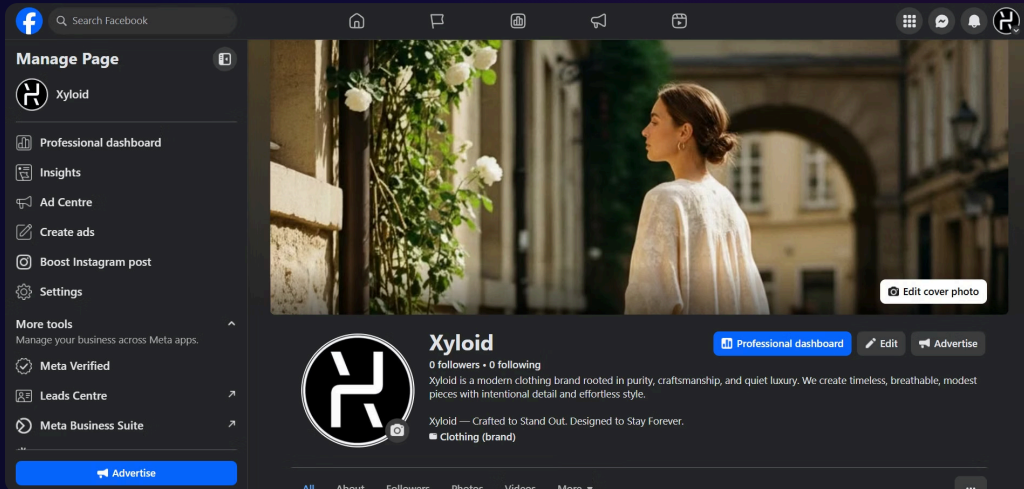 Search Facebook
Manage Page
Xyloid
Professional dashboard
Insights
Ad Centre
Create ads
Boost Instagram post
Settings
More tools
Manage your business across Meta apps.
Meta Verified
Leads Centre
Meta Business Suite
Advertise
Edit cover photo
Xyloid
0 followers • 0 following
Professional dashboard
Edit
Advertise
Xyloid is a modern clothing brand rooted in purity, craftsmanship, and quiet luxury. We create timeless, breathable, modest
pieces with intentional detail and effortless style.
Xyloid — Crafted to Stand Out. Designed to Stay Forever.
Clothing (brand)
All About Followers Photos Videos More